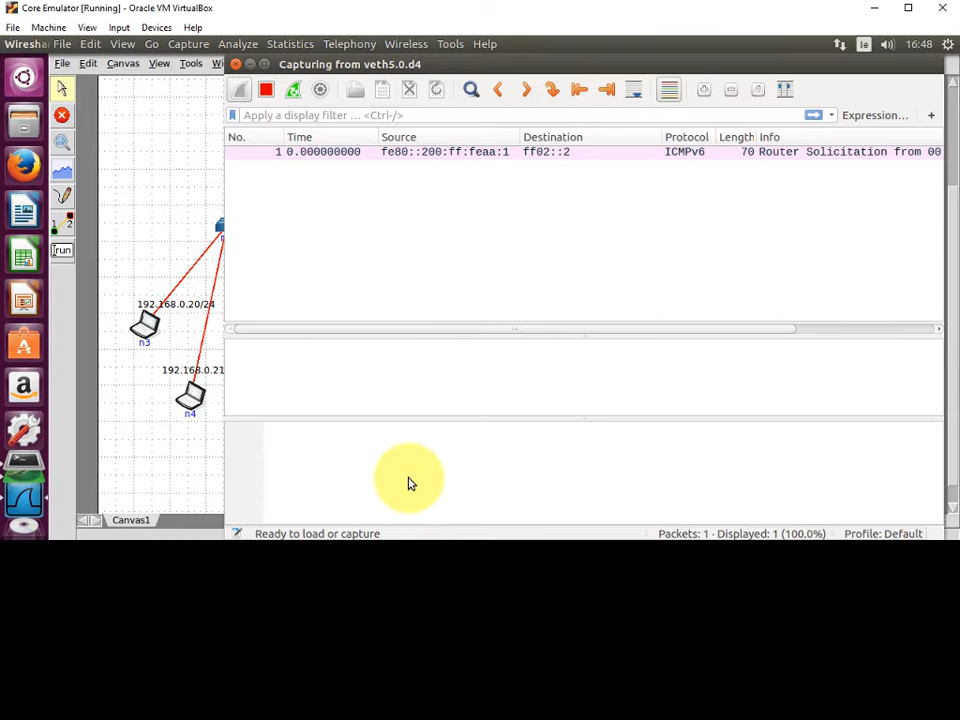 Core Emulator [Running] - Oracle VM VirtualBox
File Machine View Input Devices Help
Wiresha File Edit View Go Capture Statistics Analyze Telephony Wireless Tools Help
16:48
File Edit Canvas View Tools Wi
Capturing from veth5.0.d4
Apply a display filter ... <Ctrl-/>
Expression... +
No. Time Source Destination Protocol Length Info
1 0.000000000 fe80::200:ff:feaa:1 ff02::2 ICMPv6 70 Router Solicitation from 00
1 2
run
192.168.0.20/24
n3
192.168.0.21
n4
Canvas1
Ready to load or capture
Packets: 1 · Displayed: 1 (100.0%)
Profile: Default